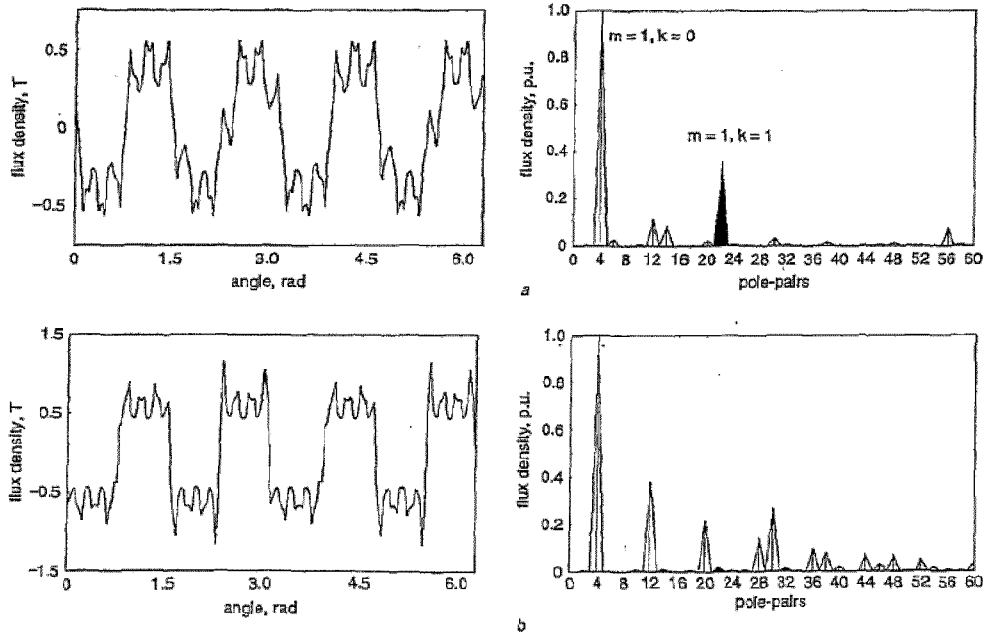 flux density, T
0.5
0
−0.5
0
1.5
3.0
4.5
6.0
angle, rad
flux density, p.u.
1.0
0.8
0.6
0.4
0.2
0
m = 1, k = 0
m = 1, k = 1
0 4 8 12 16 20 24 28 32 36 40 44 48 52 56 60
pole-pairs
a
flux density, T
1.5
0.5
−0.5
−1.5
0
1.5
3.0
4.5
6.0
angle, rad
flux density, p.u.
1.0
0.8
0.6
0.4
0.2
0
0 4 8 12 16 20 24 28 32 36 40 44 48 52 56 60
pole-pairs
b